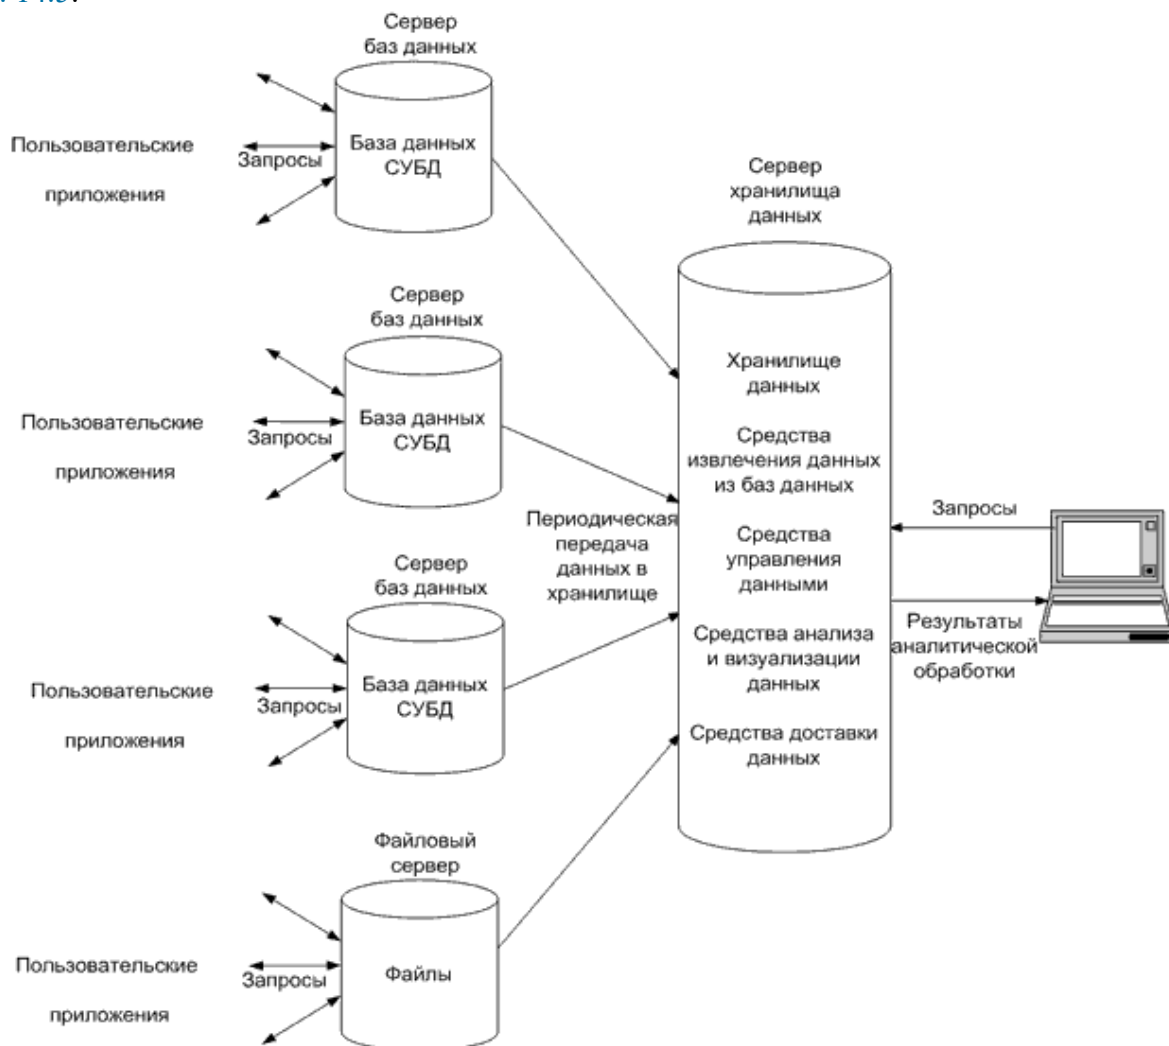 Сервер
баз данных
Пользовательские
приложения
Запросы
База данных
СУБД
Сервер
хранилища
данных
Сервер
баз данных
Пользовательские
приложения
Запросы
База данных
СУБД
Хранилище
данных
Средства
извлечения данных
из баз данных
Средства
управления
данными
Средства анализа
и визуализации
данных
Средства доставки
данных
Периодическая
передача
данных в
хранилище
Запросы
Результаты
аналитической
обработки
Сервер
баз данных
Пользовательские
приложения
Запросы
База данных
СУБД
Файловый
сервер
Пользовательские
приложения
Запросы
Файлы